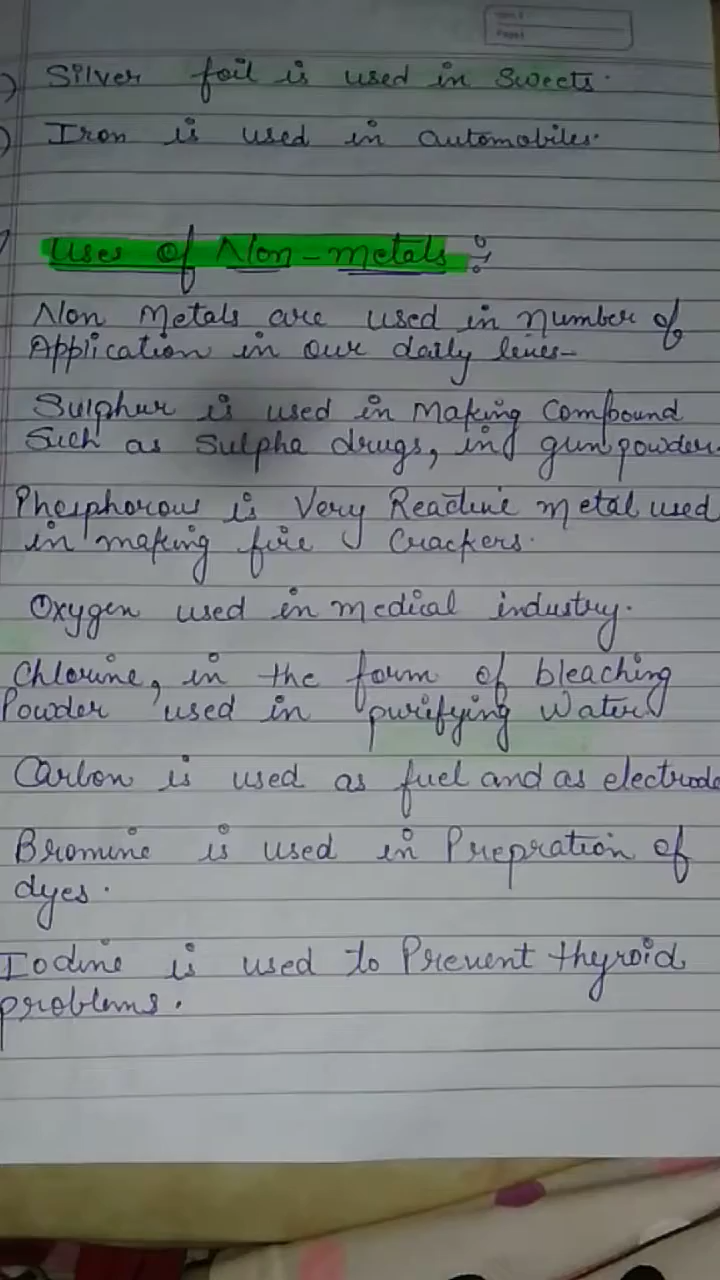 Silver foil is used in Sweets.
Iron is used in automobiles.
Uses of Non-metals :-
Non Metals are used in number of
Application in our daily lives-
Sulphur is used in Making Compound
Such as Sulpha drugs, in gun powder.
Phosphorous is Very Reactive metal used
in making fire Crackers.
Oxygen used in medical industry.
Chlorine, in the form of bleaching
Powder used in purifying Water.
Carbon is used as fuel and as electrode
Bromine is used in Prepration of
dyes.
Iodine is used to Prevent thyroid
problems.